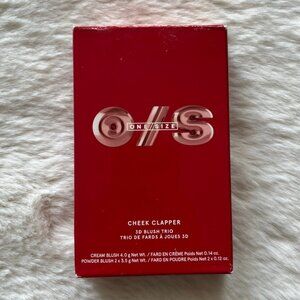 O//S
ONE/SIZE
CHEEK CLAPPER
3D BLUSH TRIO
TRIO DE FARDS À JOUES 3D
CREAM BLUSH 4.0 g Net Wt. / FARD EN CRÈME Poids Net 0.14 oz.
POWDER BLUSH 2 x 3.5 g Net Wt. / FARD EN POUDRE Poids Net 2 x 0.12 oz.